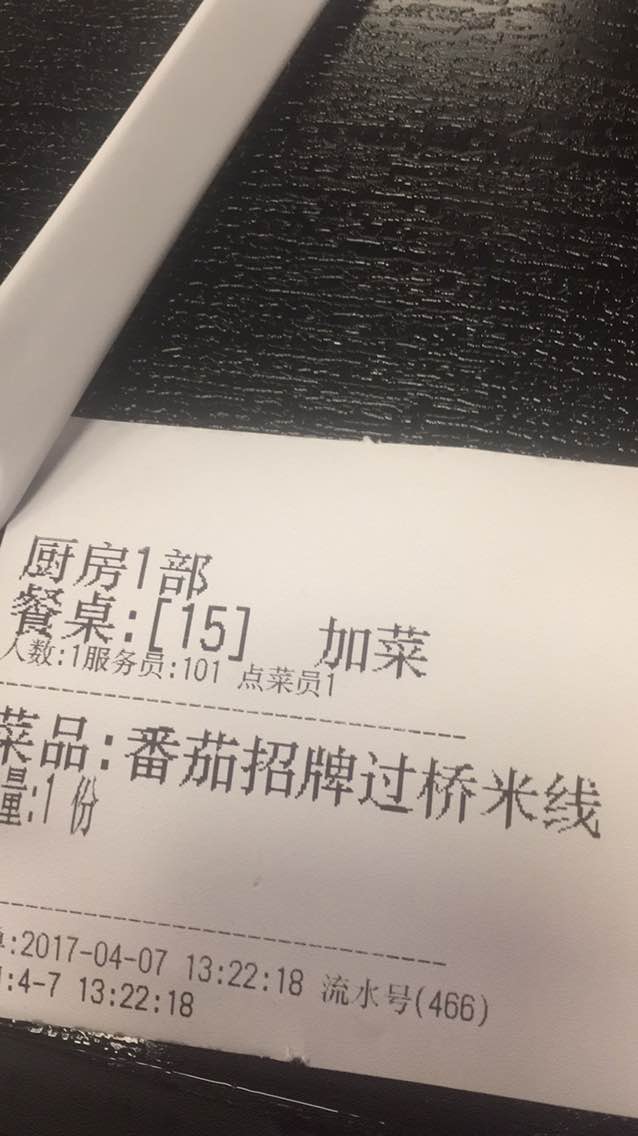 厨房1部
餐桌:[15] 加菜
人数:1服务员:101 点菜员1
菜品:番茄招牌过桥米线
量:1 份
:2017-04-07 13:22:18 流水号(466)
:4-7 13:22:18